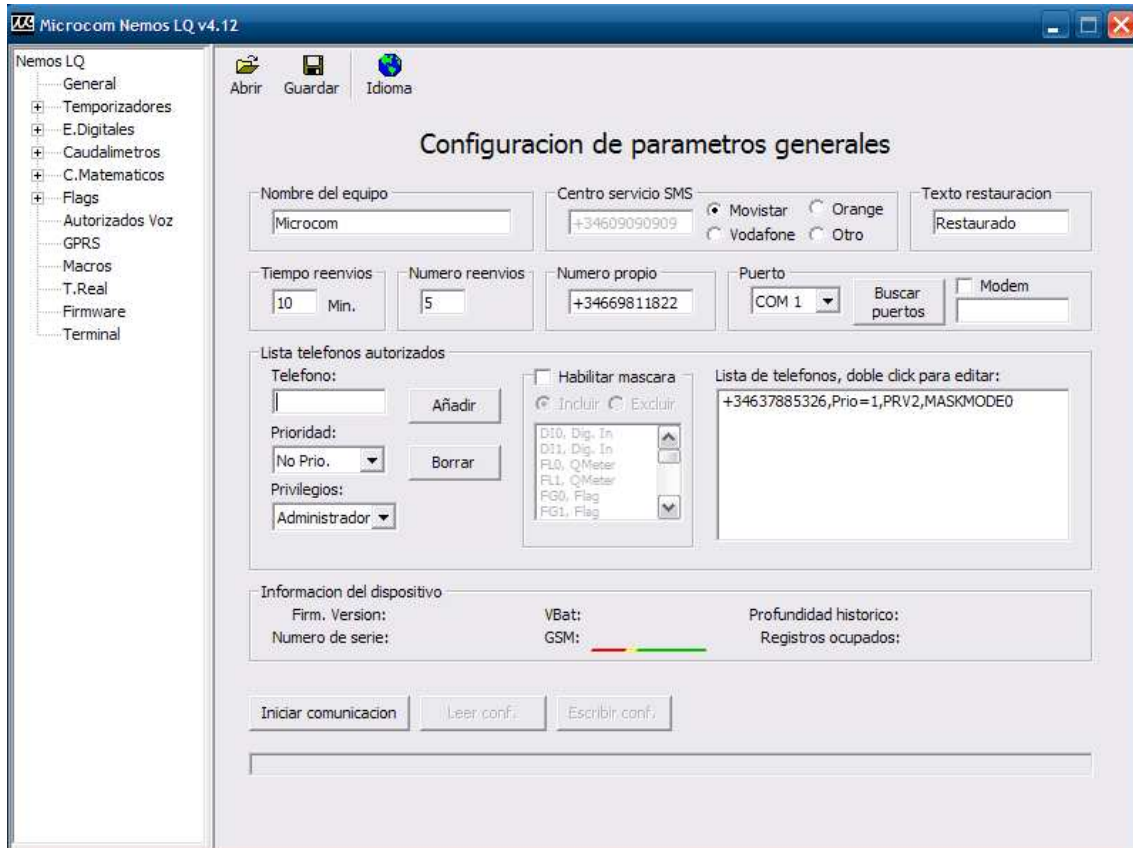 Microcom Nemos LQ v4.12
Nemos LQ
General
Temporizadores
E.Digitales
Caudalimetros
C.Matematicos
Flags
Autorizados Voz
GPRS
Macros
T.Real
Firmware
Terminal
Abrir Guardar Idioma
Configuracion de parametros generales
Nombre del equipo
Microcom
Centro servicio SMS
+34609090909
Movistar Orange
Vodafone Otro
Texto restauracion
Restaurado
Tiempo reenvios
10 Min.
Numero reenvios
5
Numero propio
+34669811822
Puerto
COM 1
Buscar
puertos
Modem
Lista telefonos autorizados
Telefono:
Añadir
Prioridad:
No Prio.
Borrar
Privilegios:
Administrador
Habilitar mascara
Incluir Excluir
DI0, Dig. In
DI1, Dig. In
FL0, QMeter
FL1, QMeter
FG0, Flag
FG1, Flag
Lista de telefonos, doble click para editar:
+34637885326,Prio=1,PRV2,MASKMODE0
Informacion del dispositivo
Firm. Version: VBat: Profundidad historico:
Numero de serie: GSM: Registros ocupados:
Iniciar comunicacion Leer conf. Escribir conf.